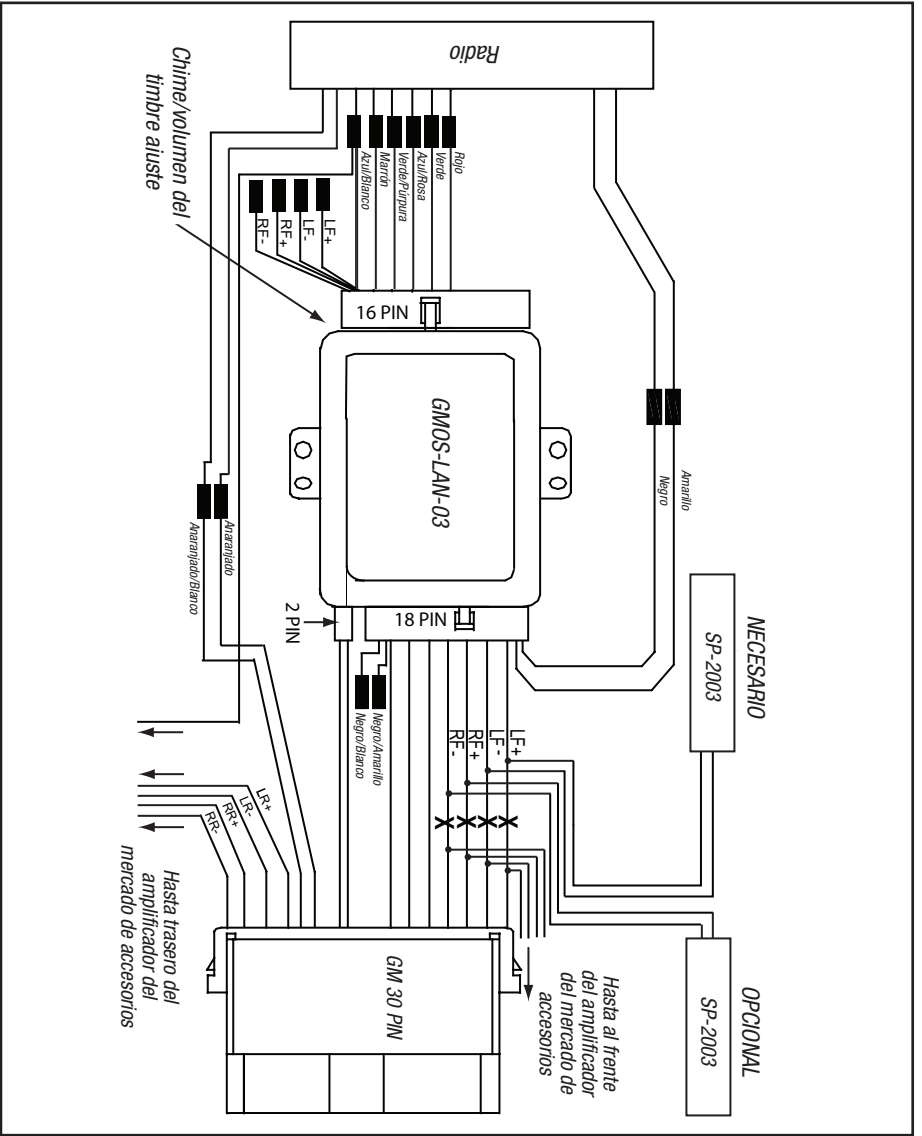 Radio
Chime/volumen del
timbre ajuste
Rojo
Verde
Azul/Rosa
Verde/Púrpura
Marrón
Azul/Blanco
LF+
LF-
RF+
RF-
16 PIN
GMOS-LAN-03
Amarillo
Negro
Anaranjado
Anaranjado/Blanco
2 PIN
18 PIN
Negro/Amarillo
Negro/Blanco
NECESARIO
SP-2003
LF+
LF-
RF+
RF-
X X X X
LR+
LR-
RR+
RR-
Hasta trasero del
amplificador del
mercado de accesorios
GM 30 PIN
Hasta al frente
del amplificador
del mercado de
accesorios
OPCIONAL
SP-2003